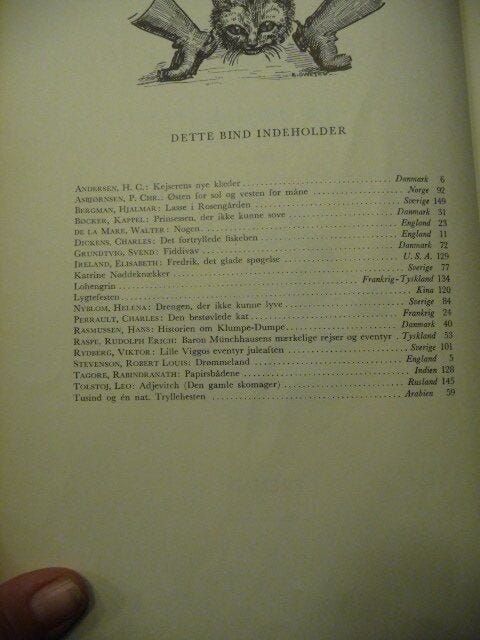 DETTE BIND INDEHOLDER
ANDERSEN, H. C.: Kejserens nye klæder Danmark 6
ASBJØRNSEN, P. CHR.: Østen for sol og vesten for måne Norge 92
BERGMAN, HJALMAR: Lasse i Rosengården Sverige 149
BOCKER, KAPPEL: Prinsessen, der ikke kunne sove Danmark 31
DE LA MARE, WALTER: Nogen England 23
DICKENS, CHARLES: Det fortryllede fiskeben England 11
GRUNDTVIG, SVEND: Fiddivav Danmark 72
IRELAND, ELISABETH: Fredrik, det glade spøgelse U.S.A. 129
Katrine Nøddeknækker Sverige 77
Lohengrin Frankrig-Tyskland 134
Lygtefesten Kina 120
NYBLOM, HELENA: Drengen, der ikke kunne lyve Sverige 84
PERRAULT, CHARLES: Den bestøvlede kat Frankrig 24
RASMUSSEN, HANS: Historien om Klumpe-Dumpe Danmark 40
RASPE, RUDOLPH ERICH: Baron Münchhausens mærkelige rejser og eventyr Tyskland 53
RYDBERG, VIKTOR: Lille Viggos eventyr juleaften Sverige 101
STEVENSON, ROBERT LOUIS: Drømmeland England 5
TAGORE, RABINDRANATH: Papirsbådene Indien 128
TOLSTOJ, LEO: Adjevitch (Den gamle skomager) Rusland 145
Tusind og én nat. Tryllehesten Arabien 59